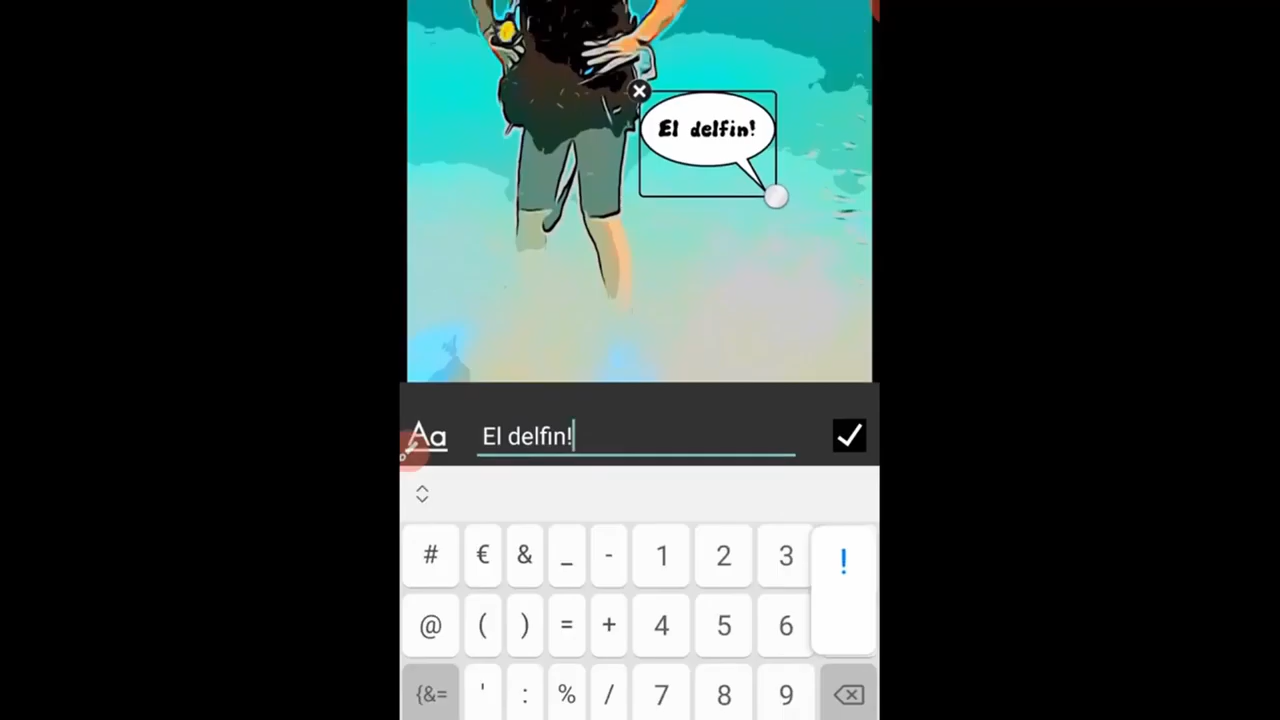 El delfin!
Aa
El delfin!
# € & _ - 1 2 3 !
@ ( ) = + 4 5 6
{&= ' : % / 7 8 9